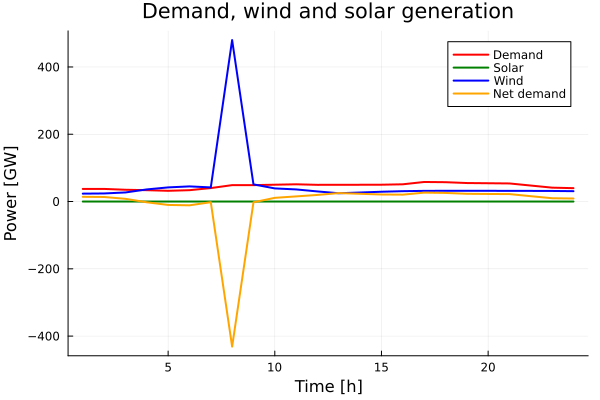 Demand, wind and solar generation
Demand
Solar
Wind
Net demand
Power [GW]
400
200
0
−200
−400
5
10
15
20
Time [h]